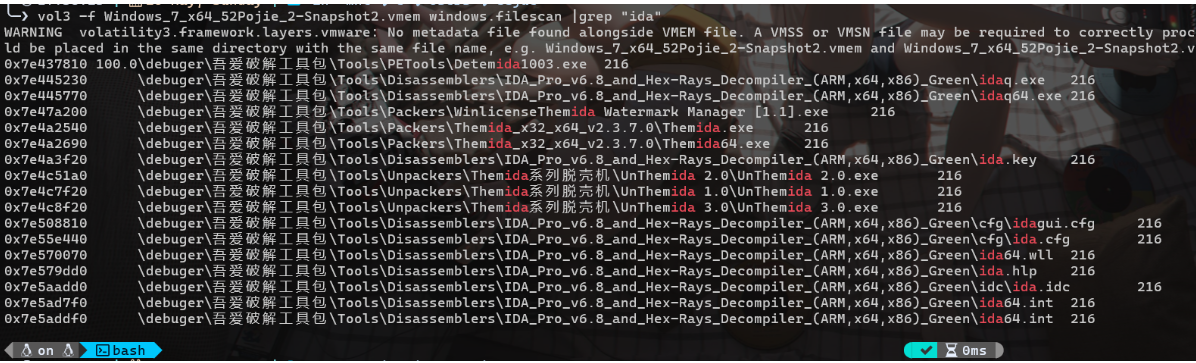 vol3 -f Windows_7_x64_52Pojie_2-Snapshot2.vmem windows.filescan |grep "ida"
WARNING  volatility3.framework.layers.vmware: No metadata file found alongside VMEM file. A VMSS or VMSN file may be required to correctly proc
ld be placed in the same directory with the same file name, e.g. Windows_7_x64_52Pojie_2-Snapshot2.vmem and Windows_7_x64_52Pojie_2-Snapshot2.v
0x7e437810 100.0\debuger\吾爱破解工具包\Tools\PETools\Detemida1003.exe  216
0x7e445230      \debuger\吾爱破解工具包\Tools\Disassemblers\IDA_Pro_v6.8_and_Hex-Rays_Decompiler_(ARM,x64,x86)_Green\idaq.exe   216
0x7e445770      \debuger\吾爱破解工具包\Tools\Disassemblers\IDA_Pro_v6.8_and_Hex-Rays_Decompiler_(ARM,x64,x86)_Green\idaq64.exe 216
0x7e47a200      \debuger\吾爱破解工具包\Tools\Packers\WinlicenseThemida Watermark Manager [1.1].exe     216
0x7e4a2540      \debuger\吾爱破解工具包\Tools\Packers\Themida_x32_x64_v2.3.7.0\Themida.exe      216
0x7e4a2690      \debuger\吾爱破解工具包\Tools\Packers\Themida_x32_x64_v2.3.7.0\Themida64.exe    216
0x7e4a3f20      \debuger\吾爱破解工具包\Tools\Disassemblers\IDA_Pro_v6.8_and_Hex-Rays_Decompiler_(ARM,x64,x86)_Green\ida.key    216
0x7e4c51a0      \debuger\吾爱破解工具包\Tools\Unpackers\Themida系列脱壳机\UnThemida 2.0\UnThemida 2.0.exe       216
0x7e4c7f20      \debuger\吾爱破解工具包\Tools\Unpackers\Themida系列脱壳机\UnThemida 1.0\UnThemida 1.0.exe       216
0x7e4c8f20      \debuger\吾爱破解工具包\Tools\Unpackers\Themida系列脱壳机\UnThemida 3.0\UnThemida 3.0.exe       216
0x7e508810      \debuger\吾爱破解工具包\Tools\Disassemblers\IDA_Pro_v6.8_and_Hex-Rays_Decompiler_(ARM,x64,x86)_Green\cfg\idagui.cfg     216
0x7e55e440      \debuger\吾爱破解工具包\Tools\Disassemblers\IDA_Pro_v6.8_and_Hex-Rays_Decompiler_(ARM,x64,x86)_Green\cfg\ida.cfg        216
0x7e570070      \debuger\吾爱破解工具包\Tools\Disassemblers\IDA_Pro_v6.8_and_Hex-Rays_Decompiler_(ARM,x64,x86)_Green\ida64.wll  216
0x7e579dd0      \debuger\吾爱破解工具包\Tools\Disassemblers\IDA_Pro_v6.8_and_Hex-Rays_Decompiler_(ARM,x64,x86)_Green\ida.hlp    216
0x7e5aadd0      \debuger\吾爱破解工具包\Tools\Disassemblers\IDA_Pro_v6.8_and_Hex-Rays_Decompiler_(ARM,x64,x86)_Green\idc\ida.idc        216
0x7e5ad7f0      \debuger\吾爱破解工具包\Tools\Disassemblers\IDA_Pro_v6.8_and_Hex-Rays_Decompiler_(ARM,x64,x86)_Green\ida64.int  216
0x7e5addf0      \debuger\吾爱破解工具包\Tools\Disassemblers\IDA_Pro_v6.8_and_Hex-Rays_Decompiler_(ARM,x64,x86)_Green\ida64.int  216
on bash 0ms